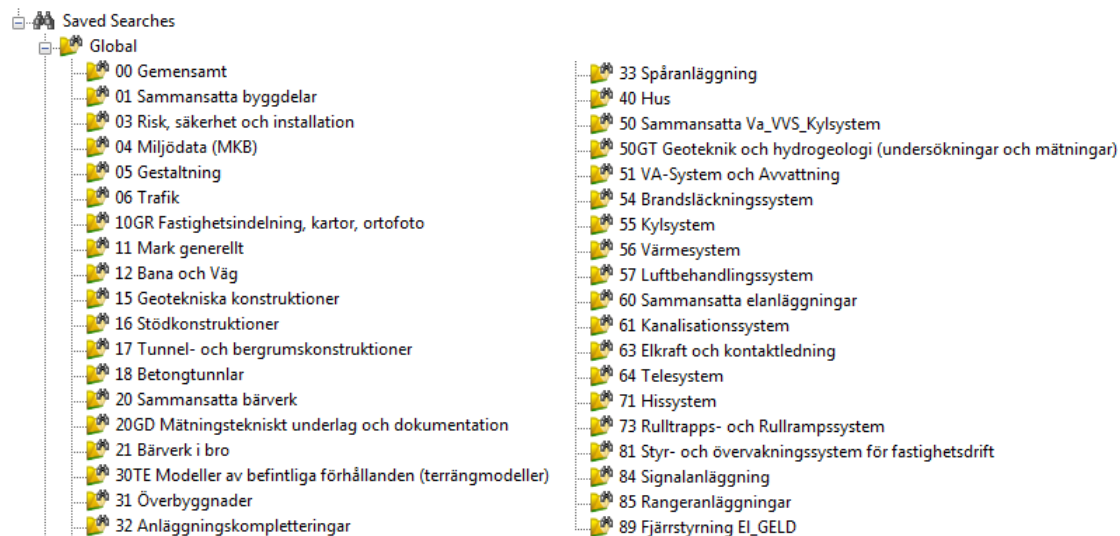 Saved Searches
Global
00 Gemensamt
01 Sammansatta byggdelar
03 Risk, säkerhet och installation
04 Miljödata (MKB)
05 Gestaltning
06 Trafik
10GR Fastighetsindelning, kartor, ortofoto
11 Mark generellt
12 Bana och Väg
15 Geotekniska konstruktioner
16 Stödkonstruktioner
17 Tunnel- och bergrumskonstruktioner
18 Betongtunnlar
20 Sammansatta bärverk
20GD Mätningstekniskt underlag och dokumentation
21 Bärverk i bro
30TE Modeller av befintliga förhållanden (terrängmodeller)
31 Överbyggnader
32 Anläggningskompletteringar
33 Spåranläggning
40 Hus
50 Sammansatta Va_VVS_Kylsystem
50GT Geoteknik och hydrogeologi (undersökningar och mätningar)
51 VA-System och Avvattning
54 Brandsläckningssystem
55 Kylsystem
56 Värmesystem
57 Luftbehandlingssystem
60 Sammansatta elanläggningar
61 Kanalisationssystem
63 Elkraft och kontaktledning
64 Telesystem
71 Hissystem
73 Rulltrapps- och Rullrampssystem
81 Styr- och övervakningssystem för fastighetsdrift
84 Signalanläggning
85 Rangeranläggningar
89 Fjärrstyrning El_GELD